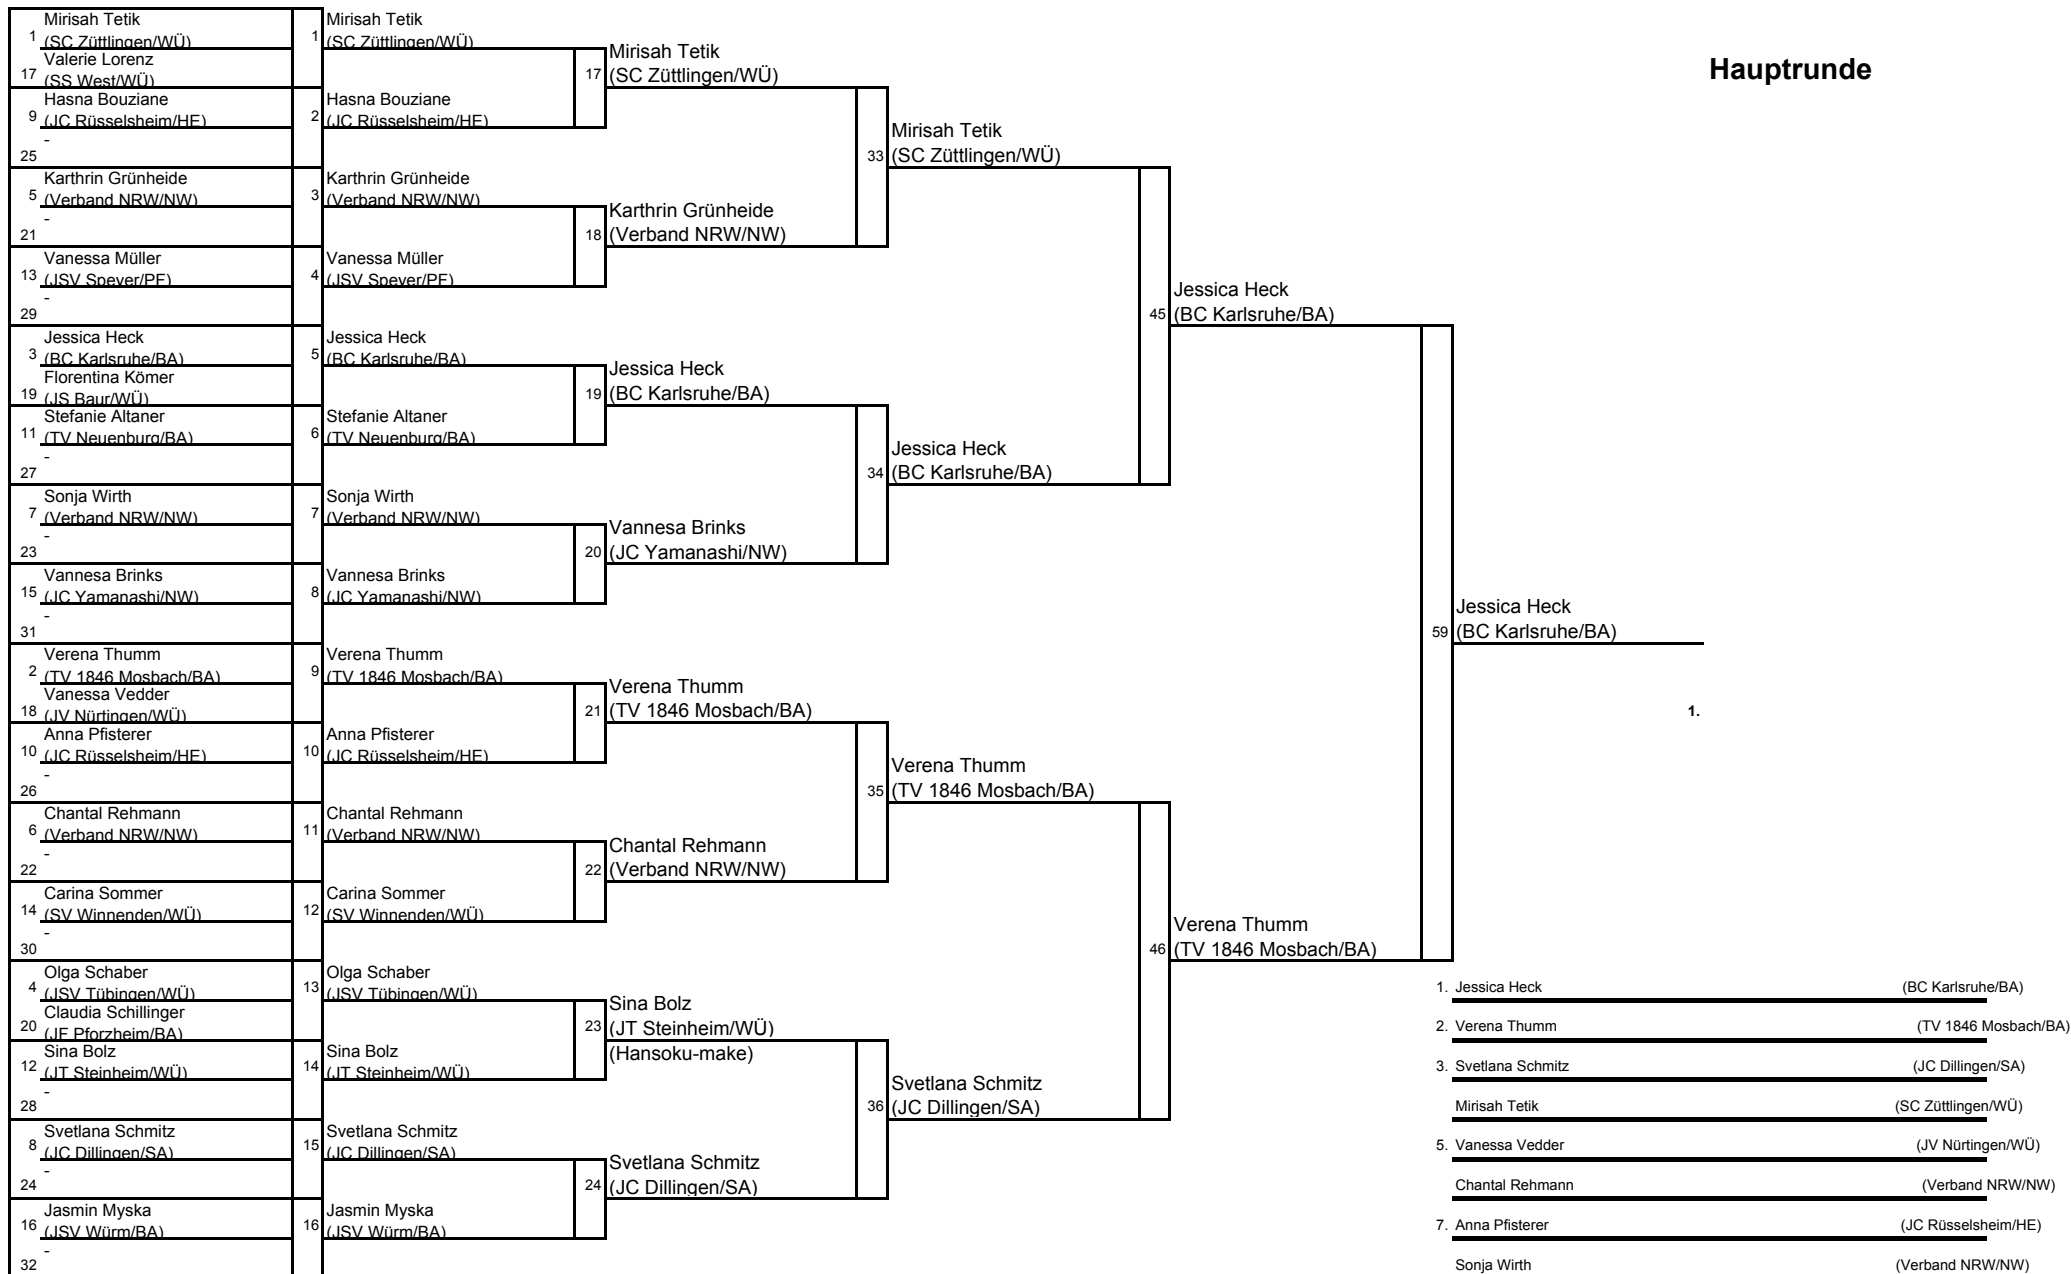 Hauptrunde
1 Mirisah Tetik
(SC Züttlingen/WÜ)
17 Valerie Lorenz
(SS West/WÜ)
9 Hasna Bouziane
(JC Rüsselsheim/HE)
25 -
5 Karthrin Grünheide
(Verband NRW/NW)
21 -
13 Vanessa Müller
(JSV Speyer/PF)
29 -
3 Jessica Heck
(BC Karlsruhe/BA)
19 Florentina Kömer
(JS Baur/WÜ)
11 Stefanie Altaner
(TV Neuenburg/BA)
27 -
7 Sonja Wirth
(Verband NRW/NW)
23 -
15 Vannesa Brinks
(JC Yamanashi/NW)
31 -
2 Verena Thumm
(TV 1846 Mosbach/BA)
18 Vanessa Vedder
(JV Nürtingen/WÜ)
10 Anna Pfisterer
(JC Rüsselsheim/HE)
26 -
6 Chantal Rehmann
(Verband NRW/NW)
22 -
14 Carina Sommer
(SV Winnenden/WÜ)
30 -
4 Olga Schaber
(JSV Tübingen/WÜ)
20 Claudia Schillinger
(JF Pforzheim/BA)
12 Sina Bolz
(JT Steinheim/WÜ)
28 -
8 Svetlana Schmitz
(JC Dillingen/SA)
24 -
16 Jasmin Myska
(JSV Würm/BA)
32 -
1 Mirisah Tetik
(SC Züttlingen/WÜ)
2 Hasna Bouziane
(JC Rüsselsheim/HE)
3 Karthrin Grünheide
(Verband NRW/NW)
4 Vanessa Müller
(JSV Speyer/PF)
5 Jessica Heck
(BC Karlsruhe/BA)
6 Stefanie Altaner
(TV Neuenburg/BA)
7 Sonja Wirth
(Verband NRW/NW)
8 Vannesa Brinks
(JC Yamanashi/NW)
9 Verena Thumm
(TV 1846 Mosbach/BA)
10 Anna Pfisterer
(JC Rüsselsheim/HE)
11 Chantal Rehmann
(Verband NRW/NW)
12 Carina Sommer
(SV Winnenden/WÜ)
13 Olga Schaber
(JSV Tübingen/WÜ)
14 Sina Bolz
(JT Steinheim/WÜ)
15 Svetlana Schmitz
(JC Dillingen/SA)
16 Jasmin Myska
(JSV Würm/BA)
17 Mirisah Tetik
(SC Züttlingen/WÜ)
18 Karthrin Grünheide
(Verband NRW/NW)
19 Jessica Heck
(BC Karlsruhe/BA)
20 Vannesa Brinks
(JC Yamanashi/NW)
21 Verena Thumm
(TV 1846 Mosbach/BA)
22 Chantal Rehmann
(Verband NRW/NW)
23 Sina Bolz
(JT Steinheim/WÜ)
(Hansoku-make)
24 Svetlana Schmitz
(JC Dillingen/SA)
33 Mirisah Tetik
(SC Züttlingen/WÜ)
34 Jessica Heck
(BC Karlsruhe/BA)
35 Verena Thumm
(TV 1846 Mosbach/BA)
36 Svetlana Schmitz
(JC Dillingen/SA)
45 Jessica Heck
(BC Karlsruhe/BA)
46 Verena Thumm
(TV 1846 Mosbach/BA)
59 Jessica Heck
(BC Karlsruhe/BA)
1.
1. Jessica Heck (BC Karlsruhe/BA)
2. Verena Thumm (TV 1846 Mosbach/BA)
3. Svetlana Schmitz (JC Dillingen/SA)
Mirisah Tetik (SC Züttlingen/WÜ)
5. Vanessa Vedder (JV Nürtingen/WÜ)
Chantal Rehmann (Verband NRW/NW)
7. Anna Pfisterer (JC Rüsselsheim/HE)
Sonja Wirth (Verband NRW/NW)